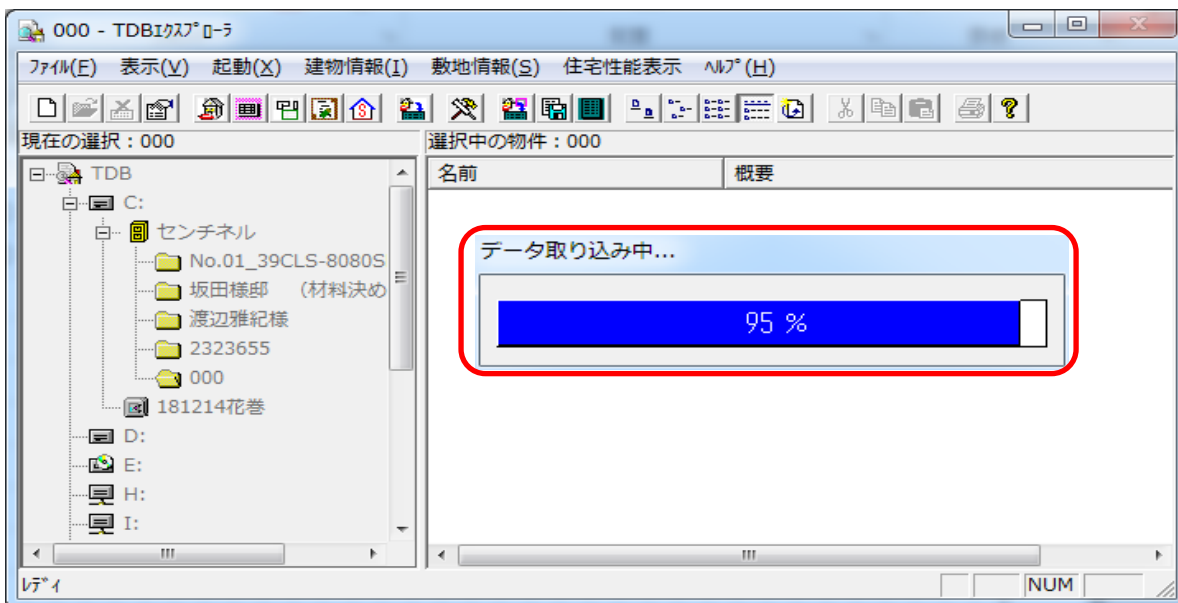 000 - TDBｴｸｽﾌﾟﾛｰﾗ
ﾌｧｲﾙ(F) 表示(V) 起動(X) 建物情報(I) 敷地情報(S) 住宅性能表示 ﾍﾙﾌﾟ(H)
現在の選択：000
選択中の物件：000
TDB
C:
センチネル
No.01_39CLS-8080S
坂田様邸 （材料決め
渡辺雅紀様
2323655
000
181214花巻
D:
E:
H:
I:
名前 概要
データ取り込み中...
95 %
ﾚﾃﾞｨ
NUM